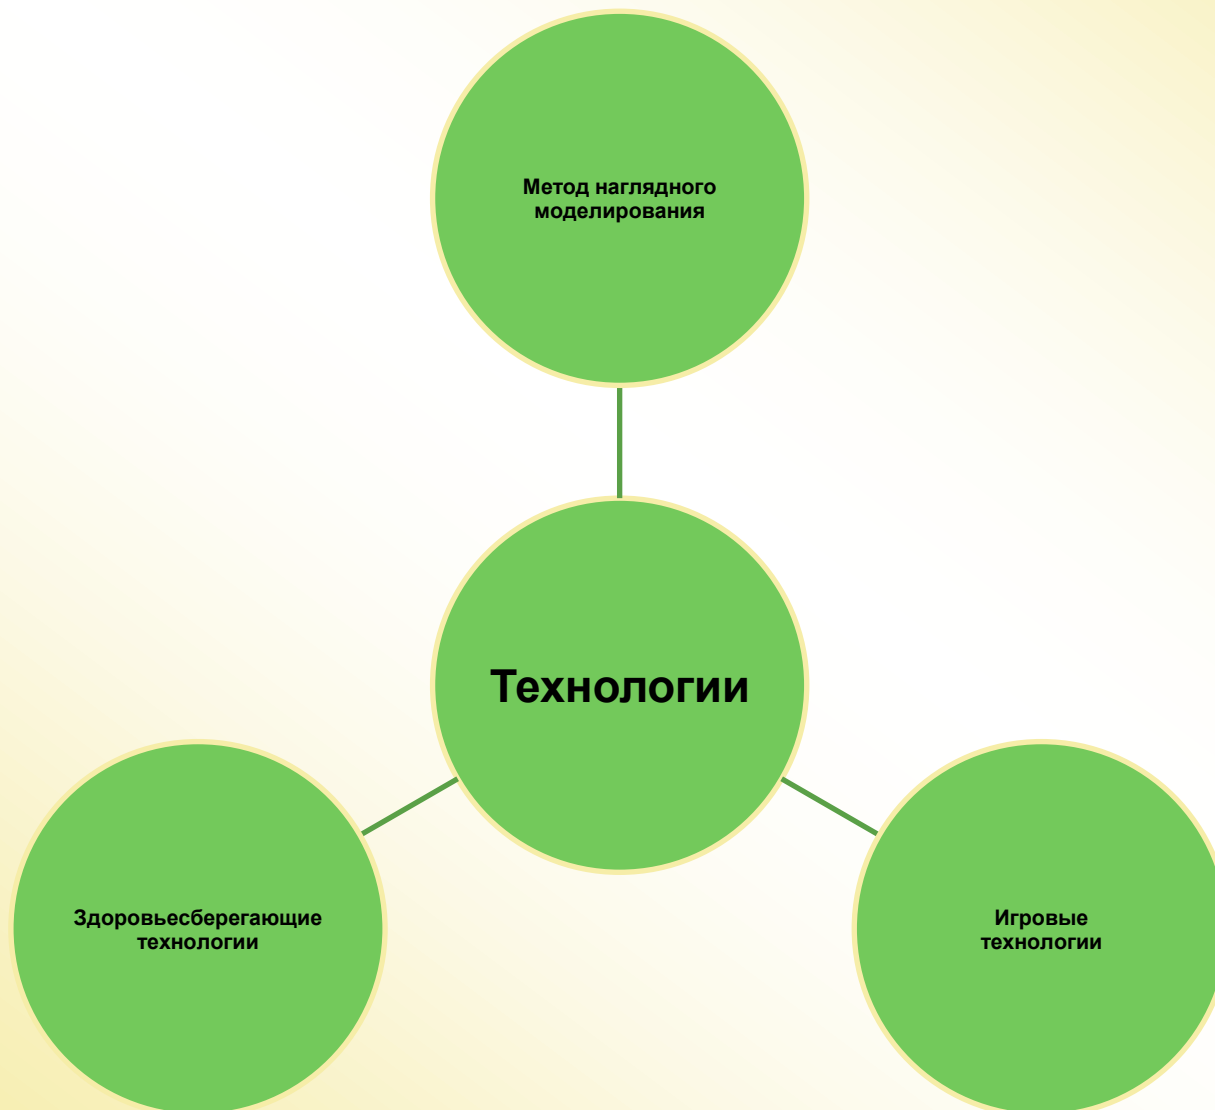 Метод наглядного
моделирования
Технологии
Здоровьесберегающие
технологии
Игровые
технологии